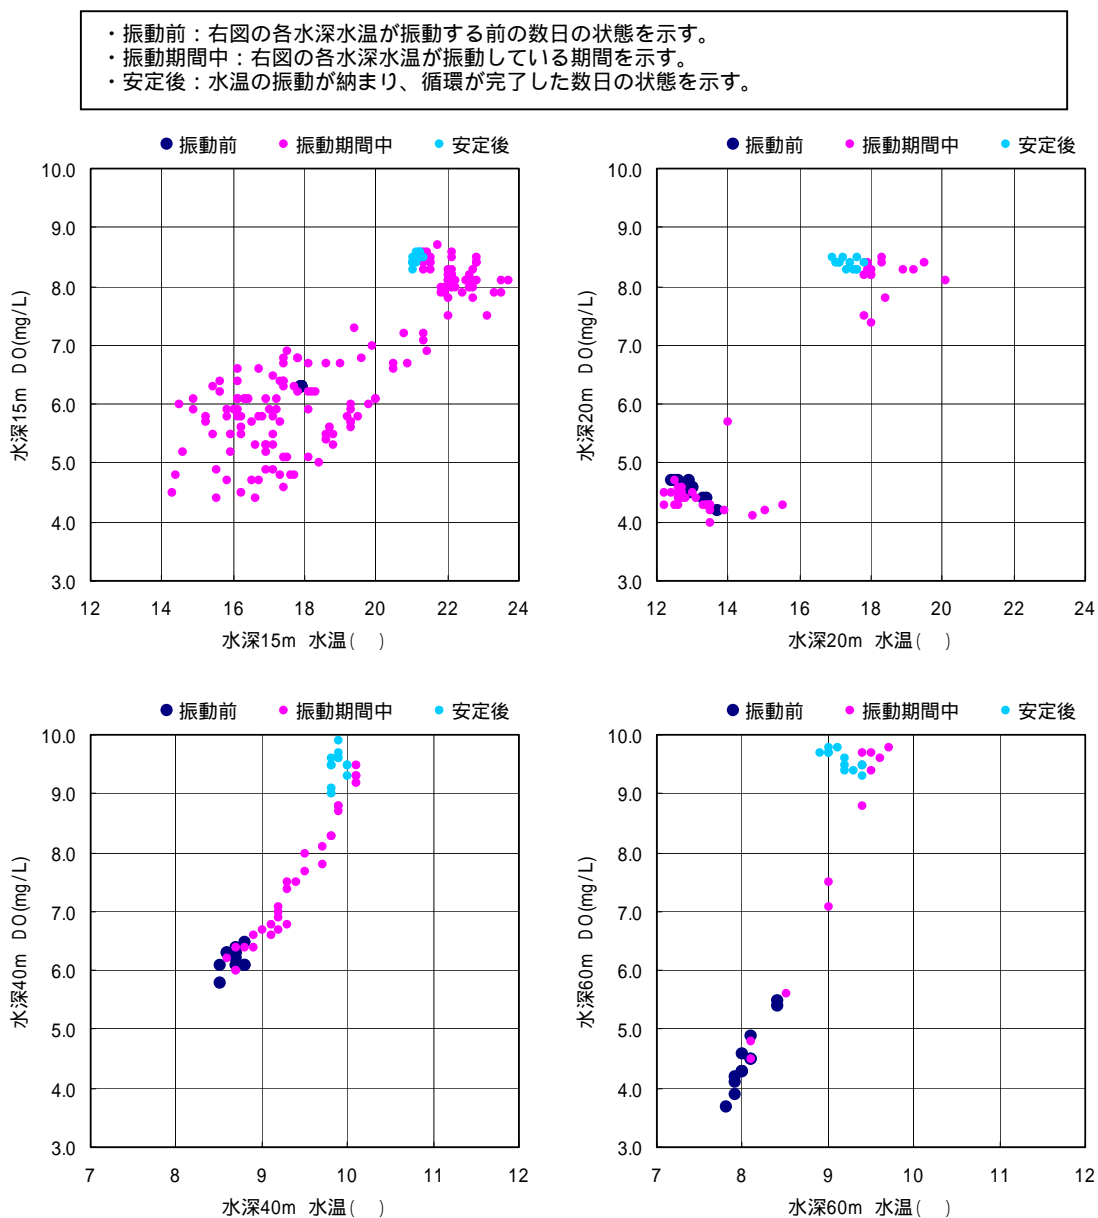 ・振動前：右図の各水深水温が振動する前の数日の状態を示す。
・振動期間中：右図の各水深水温が振動している期間を示す。
・安定後：水温の振動が納まり、循環が完了した数日の状態を示す。
振動前 振動期間中 安定後
10.0
9.0
8.0
7.0
6.0
5.0
4.0
3.0
水深15m DO(mg/L)
12 14 16 18 20 22 24
水深15m 水温( )
振動前 振動期間中 安定後
10.0
9.0
8.0
7.0
6.0
5.0
4.0
3.0
水深20m DO(mg/L)
12 14 16 18 20 22 24
水深20m 水温( )
振動前 振動期間中 安定後
10.0
9.0
8.0
7.0
6.0
5.0
4.0
3.0
水深40m DO(mg/L)
7 8 9 10 11 12
水深40m 水温( )
振動前 振動期間中 安定後
10.0
9.0
8.0
7.0
6.0
5.0
4.0
3.0
水深60m DO(mg/L)
7 8 9 10 11 12
水深60m 水温( )